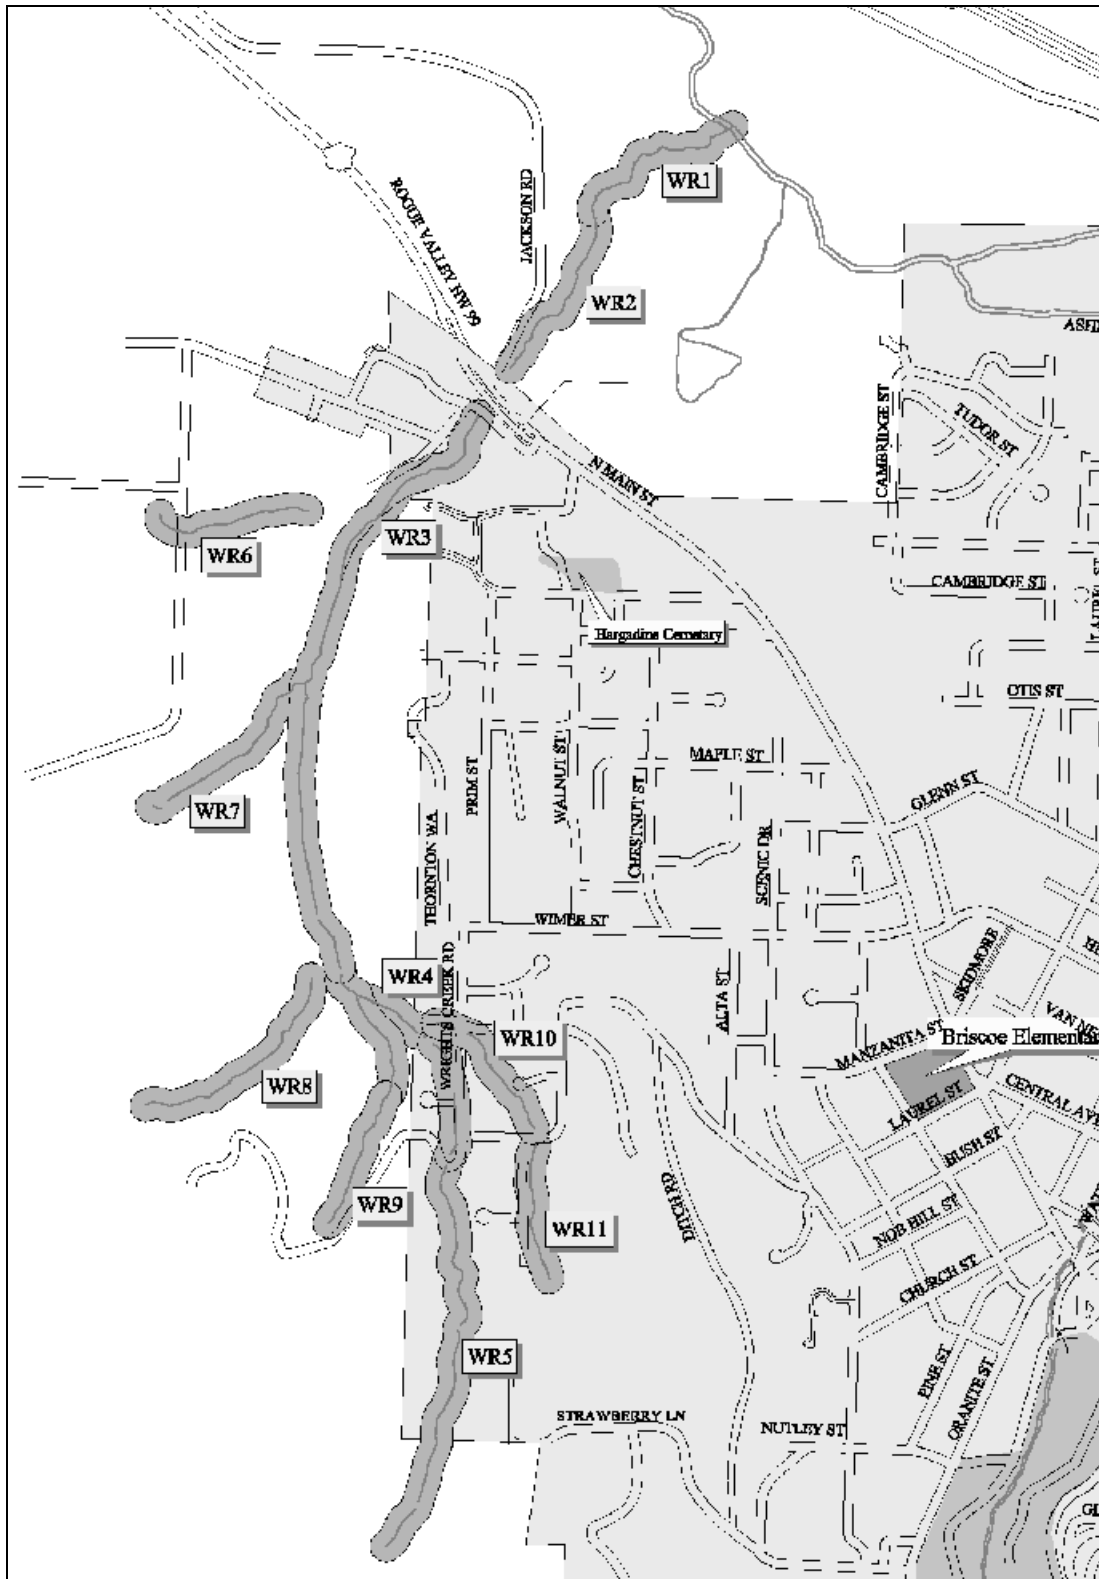 WR1
ROGUE VALLEY HW 99
JACKSON RD
WR2
CAMBRIDGE ST
TUDOR ST
N MAIN ST
WR3
WR6
CAMBRIDGE ST
LAUREL ST
Hargadine Cemetary
OTIS ST
MAPLE ST
PRIM ST
WALNUT ST
CHESTNUT ST
GLENN ST
WR7
THORNTON WA
SCENIC DR
WIMER ST
SKIDMORE
WR4
WRIGHTS CREEK RD
ALTA ST
VAN NE
WR10
MANZANITA ST
Briscoe Elementa
WR8
LAUREL ST
CENTRAL AVE
BUSH ST
WR9
DITCH RD
NOB HILL ST
WAT
WR11
CHURCH ST
WR5
PINE ST
GRANITE ST
STRAWBERRY LN
NUTLEY ST